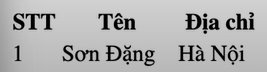 STT Tên Địa chỉ
1 Sơn Đặng Hà Nội